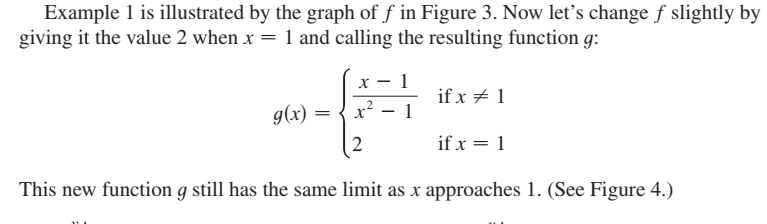 Example 1 is illustrated by the graph of f in Figure 3. Now let’s change f slightly by
giving it the value 2 when x = 1 and calling the resulting function g:
x − 1
if x ≠ 1
g(x) =
x² − 1
2 if x = 1
This new function g still has the same limit as x approaches 1. (See Figure 4.)